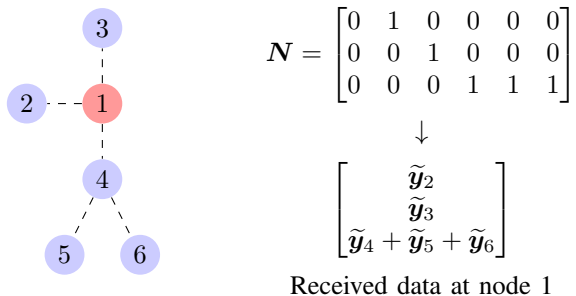 3
2 1
4
5 6
N = [0 1 0 0 0 0
0 0 1 0 0 0
0 0 0 1 1 1]
↓
[ỹ₂
ỹ₃
ỹ₄ + ỹ₅ + ỹ₆]
Received data at node 1